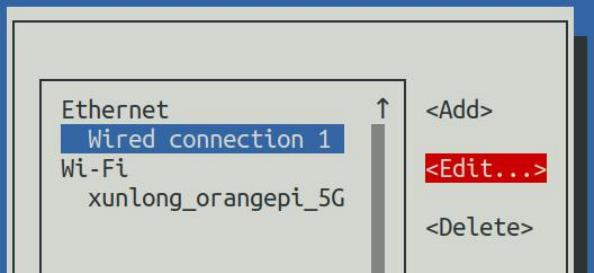 Ethernet ↑ <Add>
Wired connection 1
Wi-Fi <Edit...>
xunlong_orangepi_5G
<Delete>